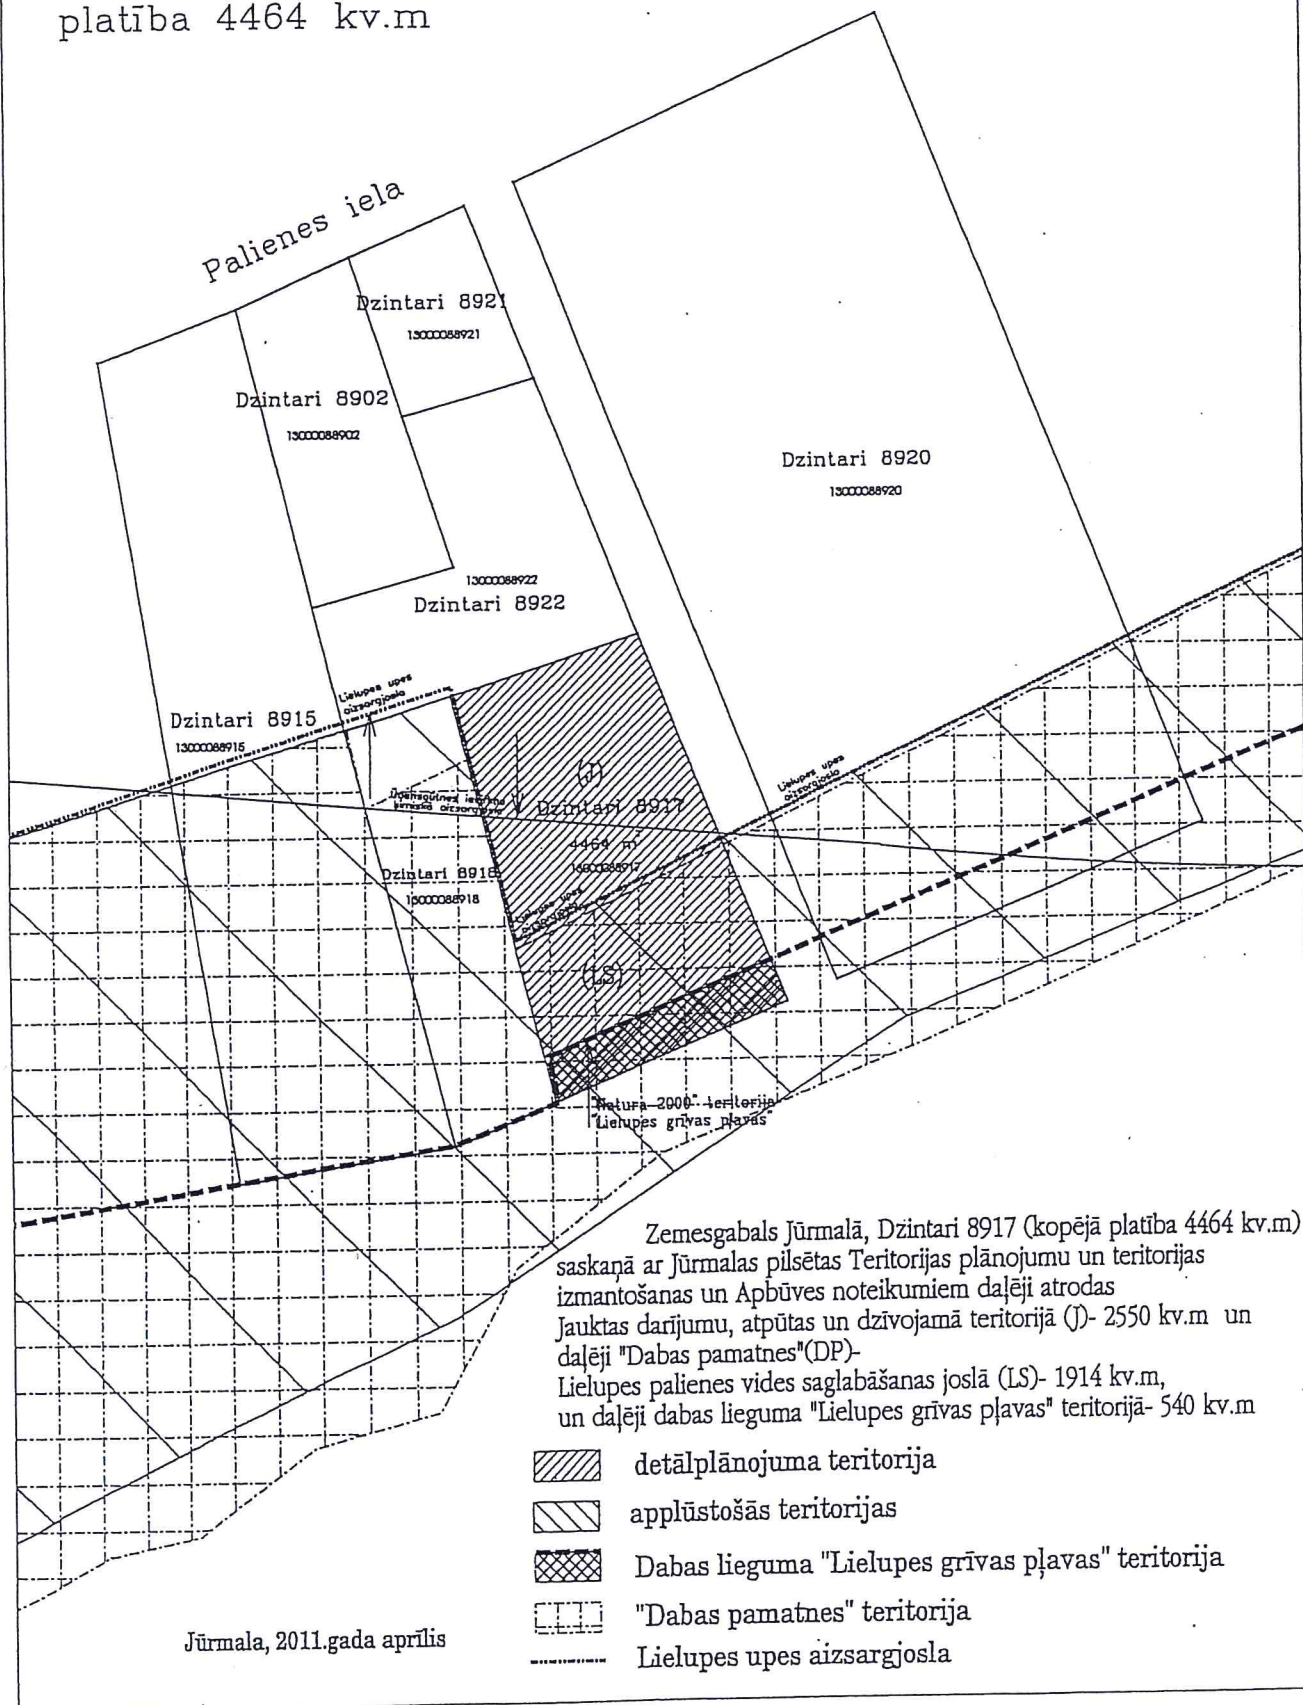 platība 4464 kv.m
Palienes iela
Dzintari 8921
13000088921
Dzintari 8902
13000088902
Dzintari 8920
13000088920
13000088922
Dzintari 8922
Lielupes upes
aizsargjosla
Dzintari 8915
13000088915
Lielupes upes
aizsargjosla
(J)
Dzintari 8917
4464 m²
13000088917
Dzintari 8918
13000088918
Lielupes upes
aizsargjosla
(LS)
"Natura-2000" teritorija
"Lielupes grīvas pļavas"
Zemesgabals Jūrmalā, Dzintari 8917 (kopējā platība 4464 kv.m)
saskaņā ar Jūrmalas pilsētas Teritorijas plānojumu un teritorijas
izmantošanas un Apbūves noteikumiem daļēji atrodas
Jauktas darījumu, atpūtas un dzīvojamā teritorijā (J)- 2550 kv.m un
daļēji "Dabas pamatnes"(DP)-
Lielupes palienes vides saglabāšanas joslā (LS)- 1914 kv.m,
un daļēji dabas lieguma "Lielupes grīvas pļavas" teritorijā- 540 kv.m
detālplānojuma teritorija
applūstošās teritorijas
Dabas lieguma "Lielupes grīvas pļavas" teritorija
"Dabas pamatnes" teritorija
Lielupes upes aizsargjosla
Jūrmala, 2011.gada aprīlis